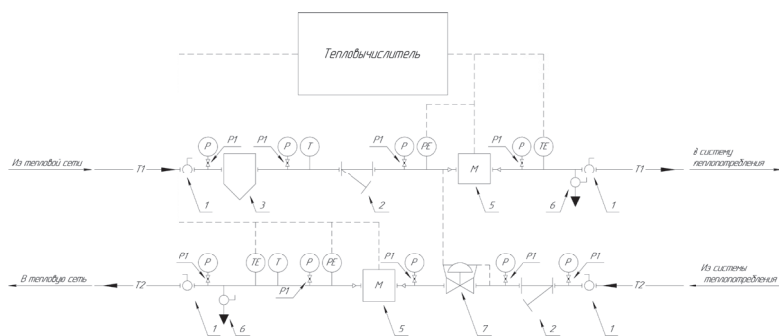 Тепловычислитель
P P1 P1 P T P1 P PE P1 P TE
Из тепловой сети T1 M T1 в систему
теплопотребления
1 3 2 5 6 1
P1 P TE T P PE P P P P1
P1 P1 P1
В тепловую сеть T2 M T2 Из системы
теплопотребления
1 6 5 7 2 1